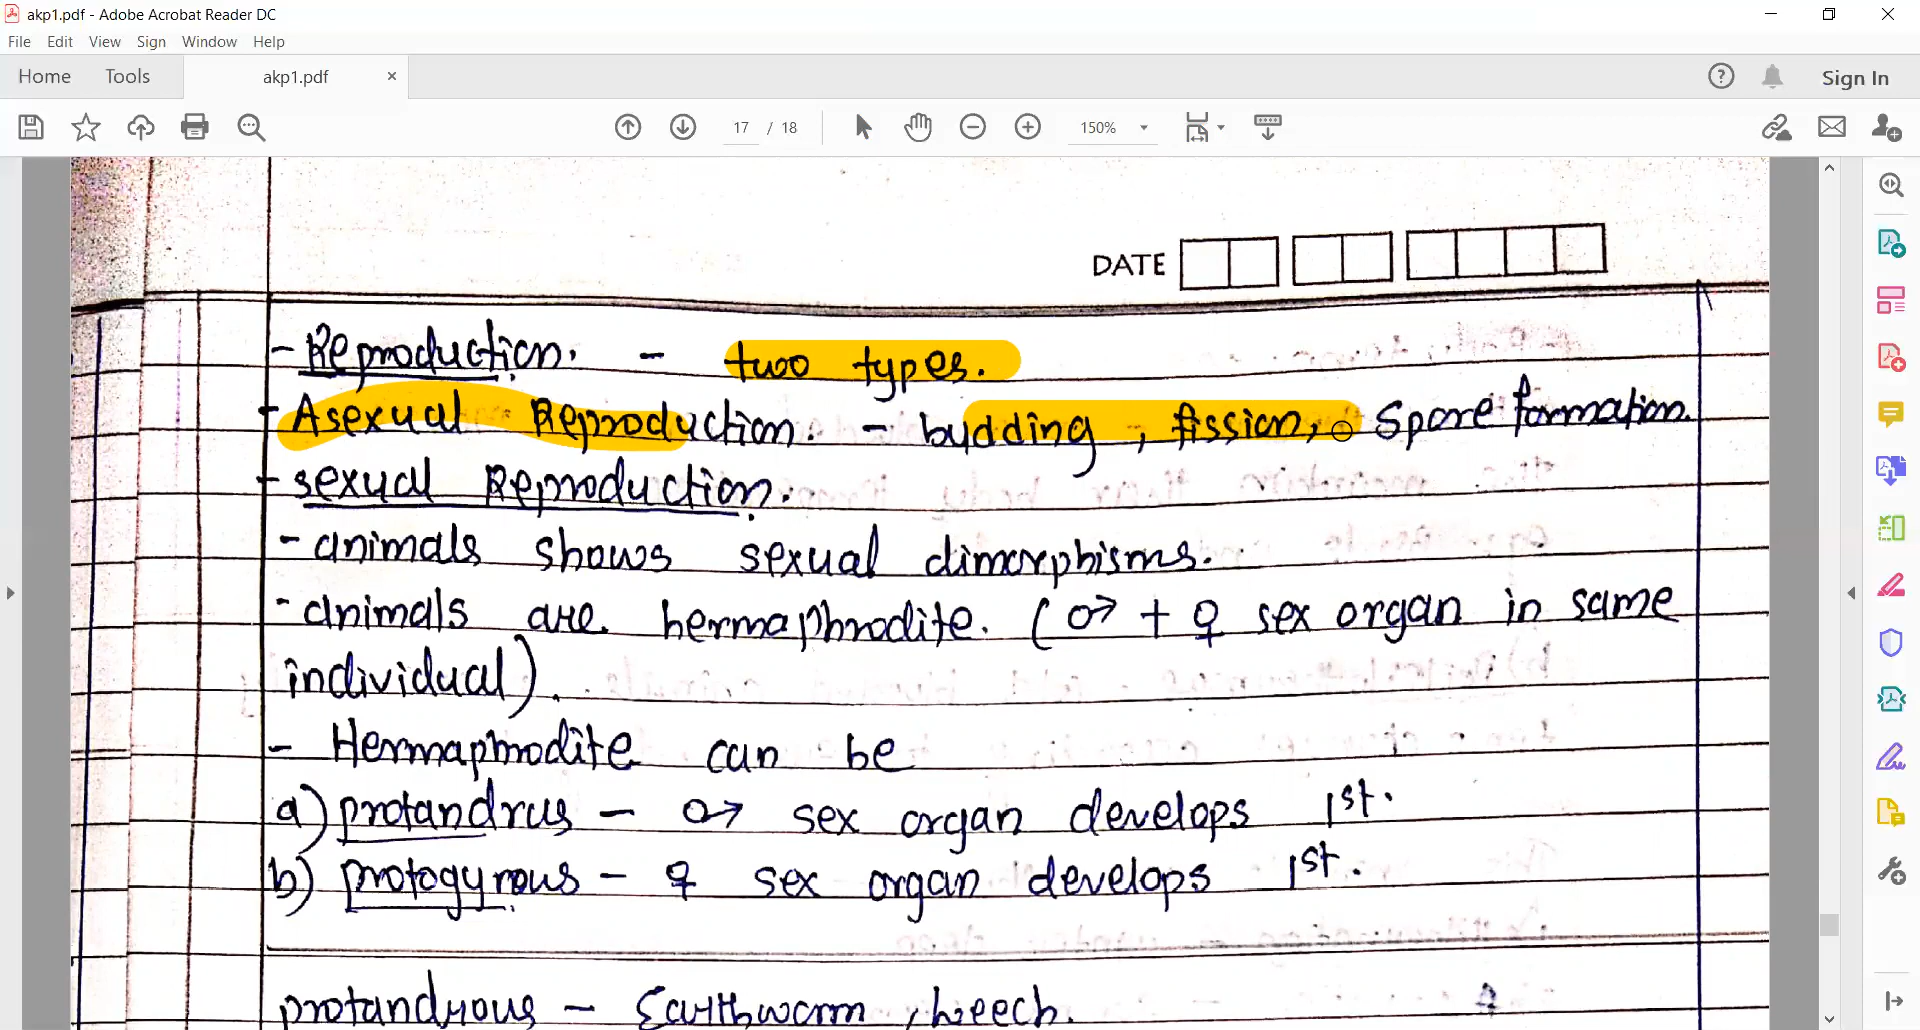 akp1.pdf - Adobe Acrobat Reader DC
File Edit View Sign Window Help
Home Tools akp1.pdf × Sign In
17 / 18 150%
DATE
- Reproduction. - two types.
- Asexual Reproduction. - budding, fission, Spore formation.
- sexual Reproduction.
- animals shows sexual dimorphisms.
- animals are hermaphrodite. (♂ + ♀ sex organ in same
individual).
- Hermaphrodite can be
a) protandrus - ♂ sex organ develops 1st.
b) protogyrous - ♀ sex organ develops 1st.
protandrous - Earthworm, Leech.